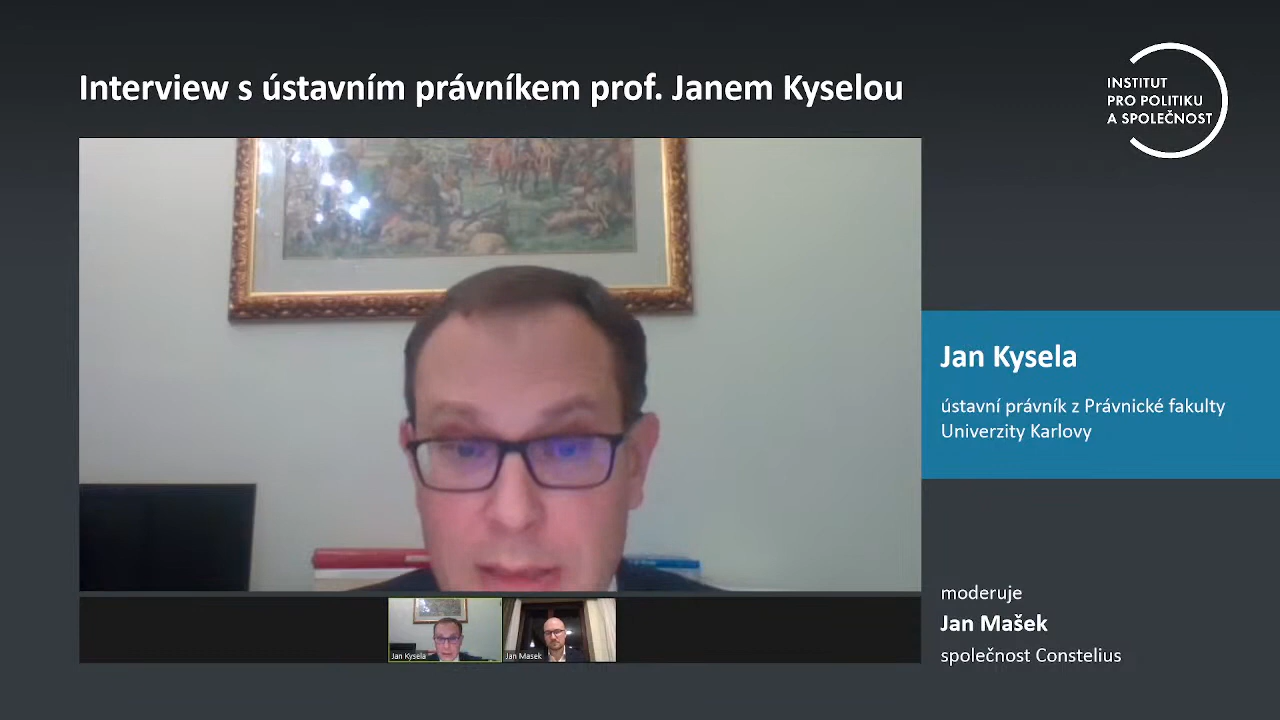 Interview s ústavním právníkem prof. Janem Kyselou
INSTITUT
PRO POLITIKU
A SPOLEČNOST
Jan Kysela
ústavní právník z Právnické fakulty
Univerzity Karlovy
moderuje
Jan Mašek
společnost Constelius
Jan Kysela
Jan Masek